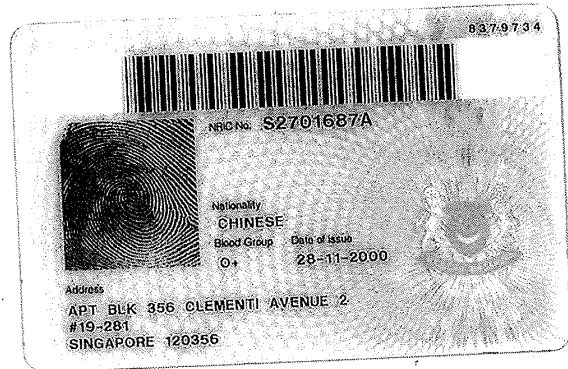 8379734
NRIC No. S2701687A
Nationality
CHINESE
Blood Group Date of issue
O+ 28-11-2000
Address
APT BLK 356 CLEMENTI AVENUE 2
#19-281
SINGAPORE 120356